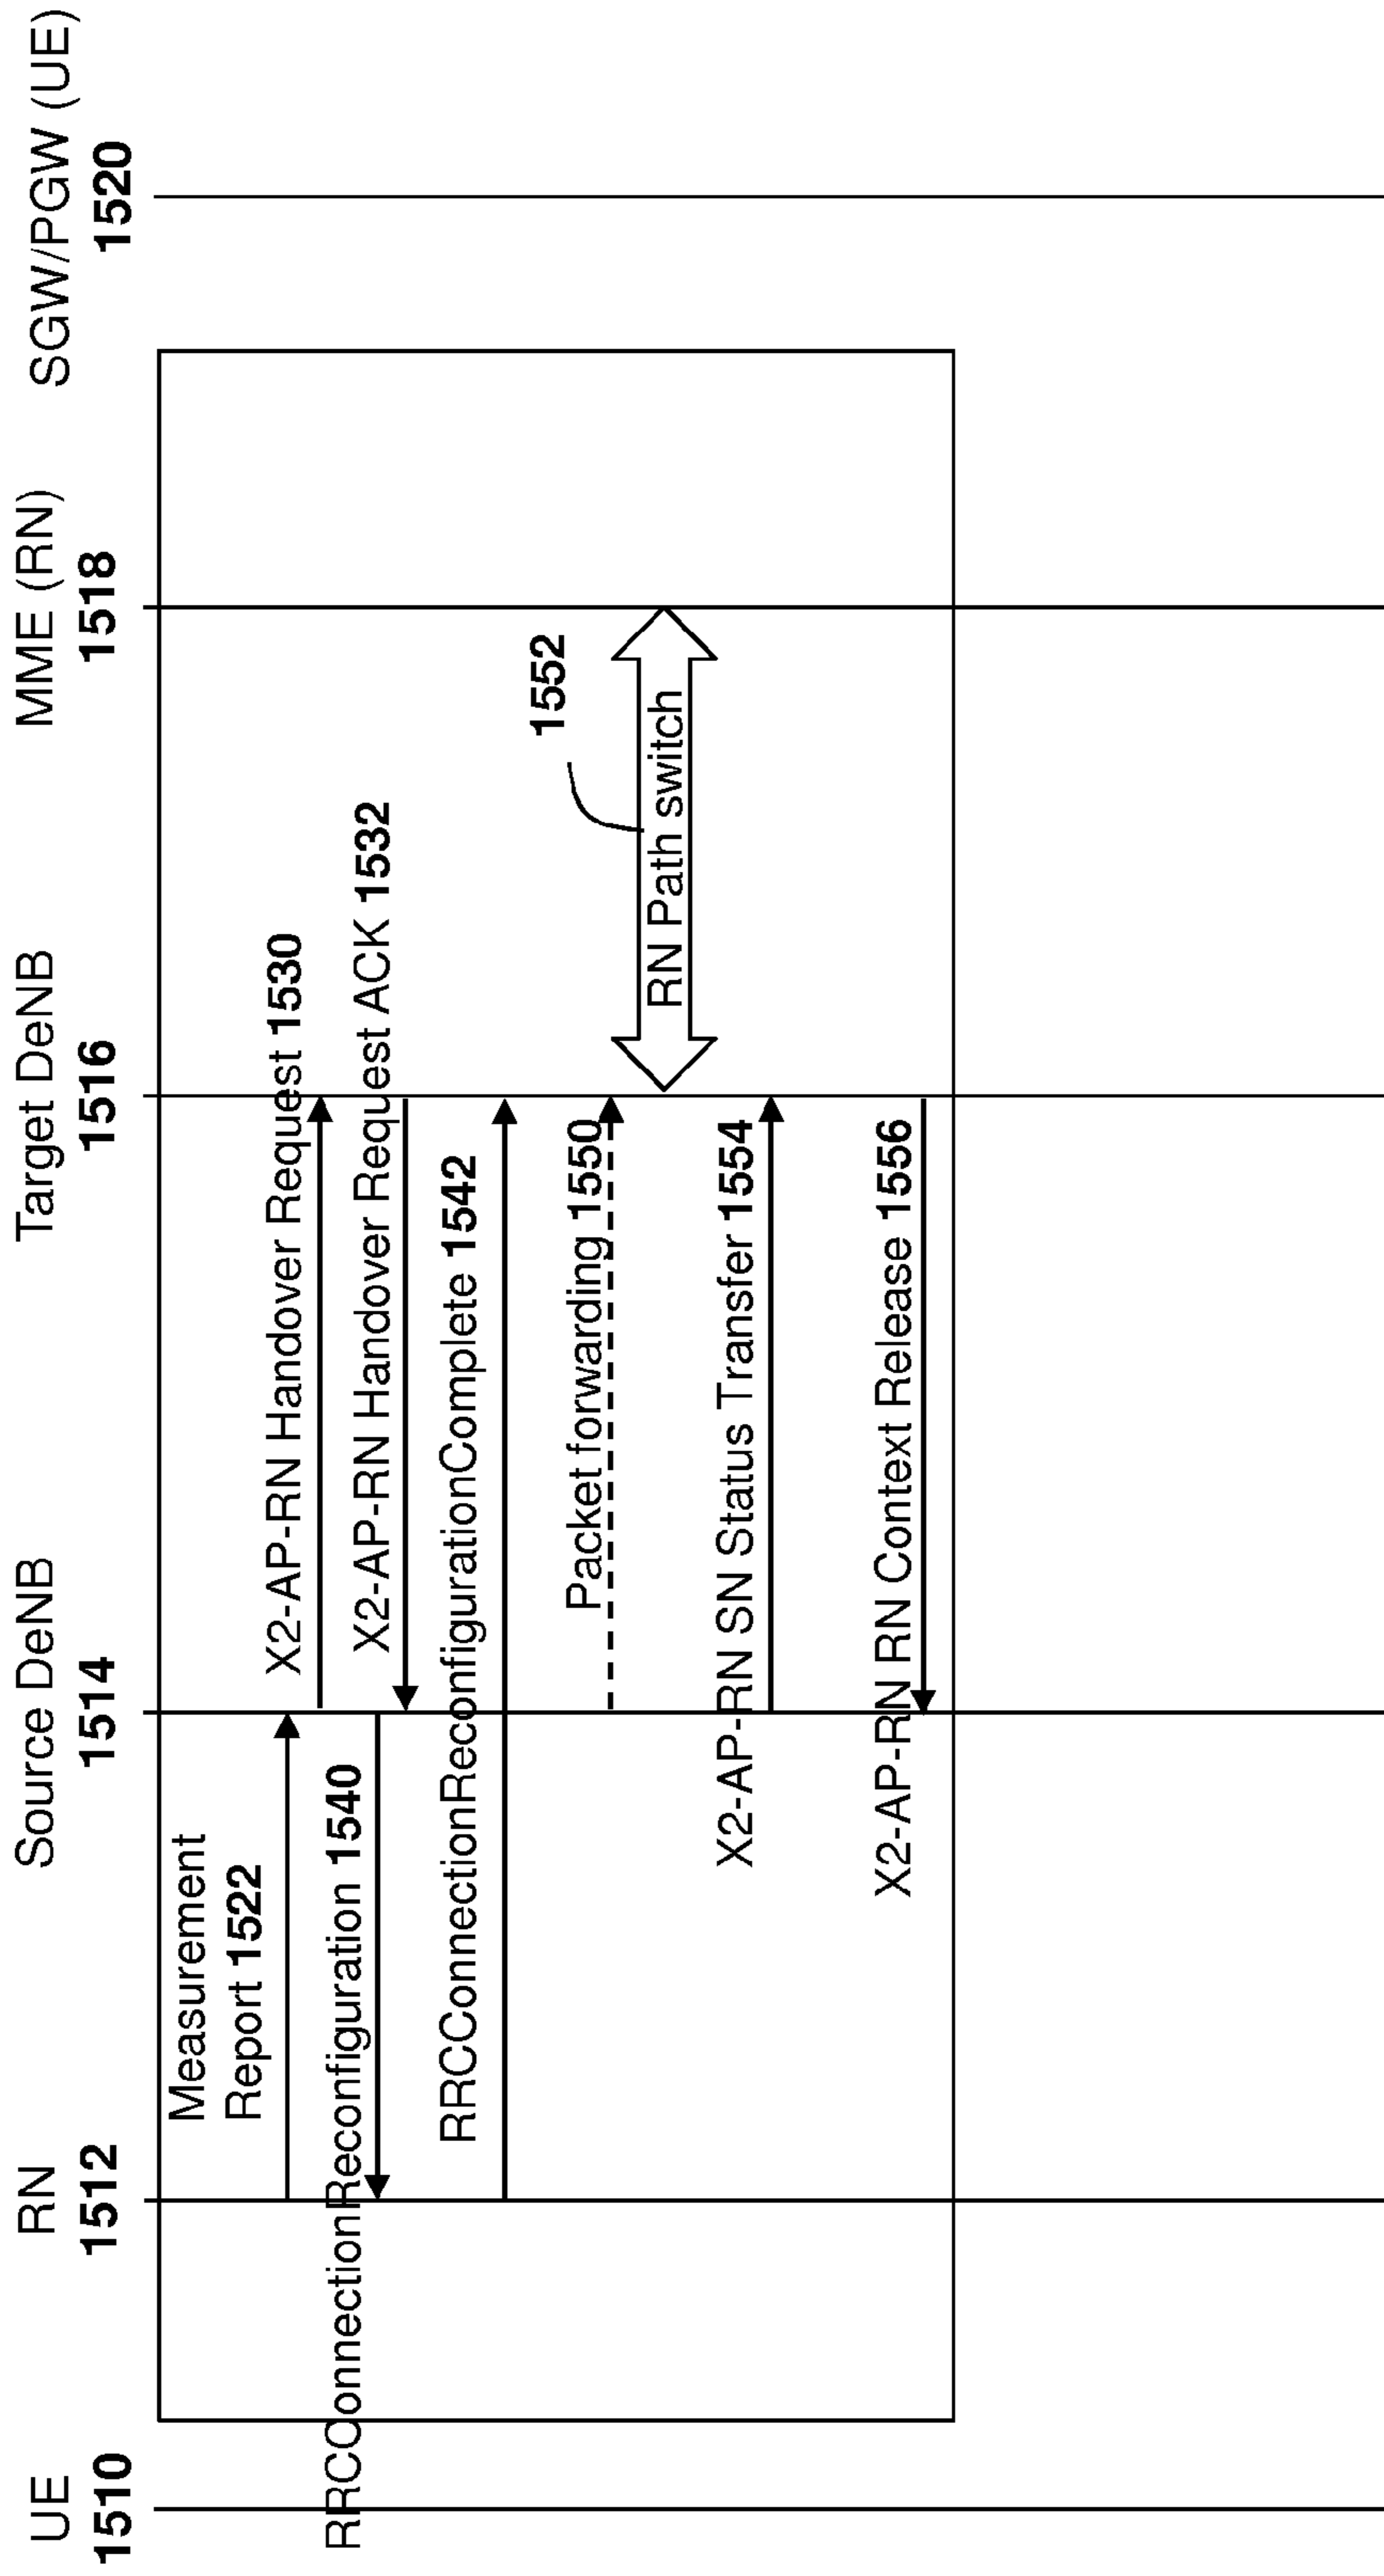 UE
1510
RN
1512
Source DeNB
1514
Target DeNB
1516
MME (RN)
1518
SGW/PGW (UE)
1520
Measurement
Report 1522
X2-AP-RN Handover Request 1530
RRCConnectionReconfiguration 1540
X2-AP-RN Handover Request ACK 1532
RRCConnectionReconfigurationComplete 1542
1552
Packet forwarding 1550
RN Path switch
X2-AP-RN SN Status Transfer 1554
X2-AP-RN RN Context Release 1556